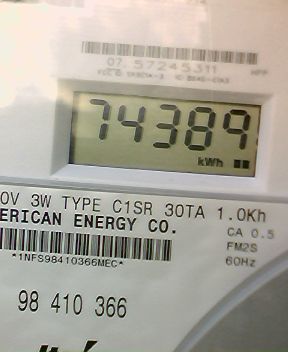 07. 57245311
74389
kWh
0V 3W TYPE C1SR 30TA 1.0Kh
ERICAN ENERGY CO.
CA 0.5
FM2S
*1NFS98410366MEC*
60Hz
98 410 366